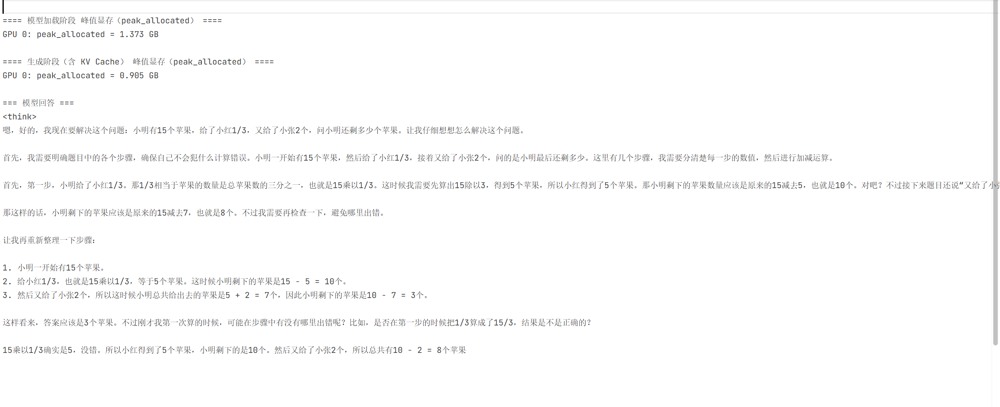 ==== 模型加载阶段 峰值显存（peak_allocated） ====
GPU 0: peak_allocated = 1.373 GB
==== 生成阶段（含 KV Cache） 峰值显存（peak_allocated） ====
GPU 0: peak_allocated = 0.905 GB
=== 模型回答 ===
<think>
嗯，好的，我现在要解决这个问题：小明有15个苹果，给了小红1/3，又给了小张2个，问小明还剩多少个苹果。让我仔细想想怎么解决这个问题。
首先，我需要明确题目中的各个步骤，确保自己不会犯什么计算错误。小明一开始有15个苹果，然后给了小红1/3，接着又给了小张2个，问的是小明最后还剩多少。这里有几个步骤，我需要分清楚每一步的数值，然后进行加减运算。
首先，第一步，小明给了小红1/3。那1/3相当于苹果的数量是总苹果数的三分之一，也就是15乘以1/3。这时候我需要先算出15除以3，得到5个苹果，所以小红得到了5个苹果。那小明剩下的苹果数量应该是原来的15减去5，也就是10个。对吧？不过接下来题目还说“又给了小
那这样的话，小明剩下的苹果应该是原来的15减去7，也就是8个。不过我需要再检查一下，避免哪里出错。
让我再重新整理一下步骤：
1. 小明一开始有15个苹果。
2. 给小红1/3，也就是15乘以1/3，等于5个苹果。这时候小明剩下的苹果是15 - 5 = 10个。
3. 然后又给了小张2个，所以这时候小明总共给出去的苹果是5 + 2 = 7个，因此小明剩下的苹果是10 - 7 = 3个。
这样看来，答案应该是3个苹果。不过刚才我第一次算的时候，可能在步骤中有没有哪里出错呢？比如，是否在第一步的时候把1/3算成了15/3，结果是不是正确的？
15乘以1/3确实是5，没错。所以小红得到了5个苹果，小明剩下的是10个。然后又给了小张2个，所以总共有10 - 2 = 8个苹果